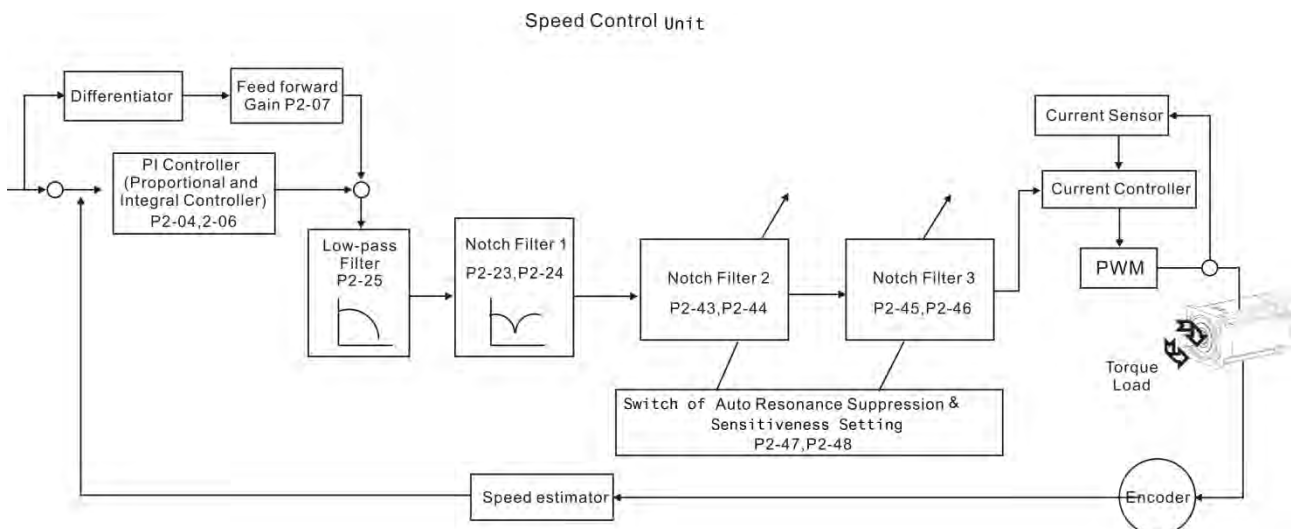 Speed Control Unit
Differentiator
Feed forward
Gain P2-07
PI Controller
(Proportional and
Integral Controller)
P2-04,2-06
Low-pass
Filter
P2-25
Notch Filter 1
P2-23,P2-24
Notch Filter 2
P2-43,P2-44
Notch Filter 3
P2-45,P2-46
Switch of Auto Resonance Suppression &
Sensitiveness Setting
P2-47,P2-48
Current Sensor
Current Controller
PWM
Torque
Load
Encoder
Speed estimator